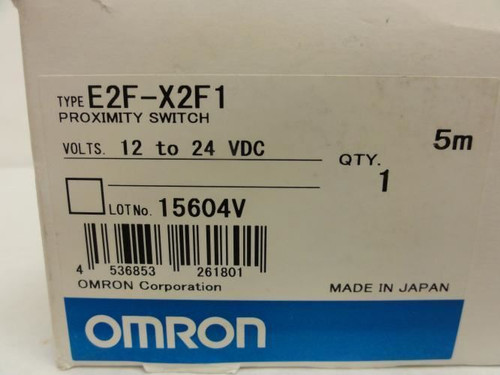 TYPE E2F-X2F1
PROXIMITY SWITCH
5m
VOLTS. 12 to 24 VDC
QTY.
1
LOT No. 15604V
4 536853 261801
OMRON Corporation
MADE IN JAPAN
OMRON